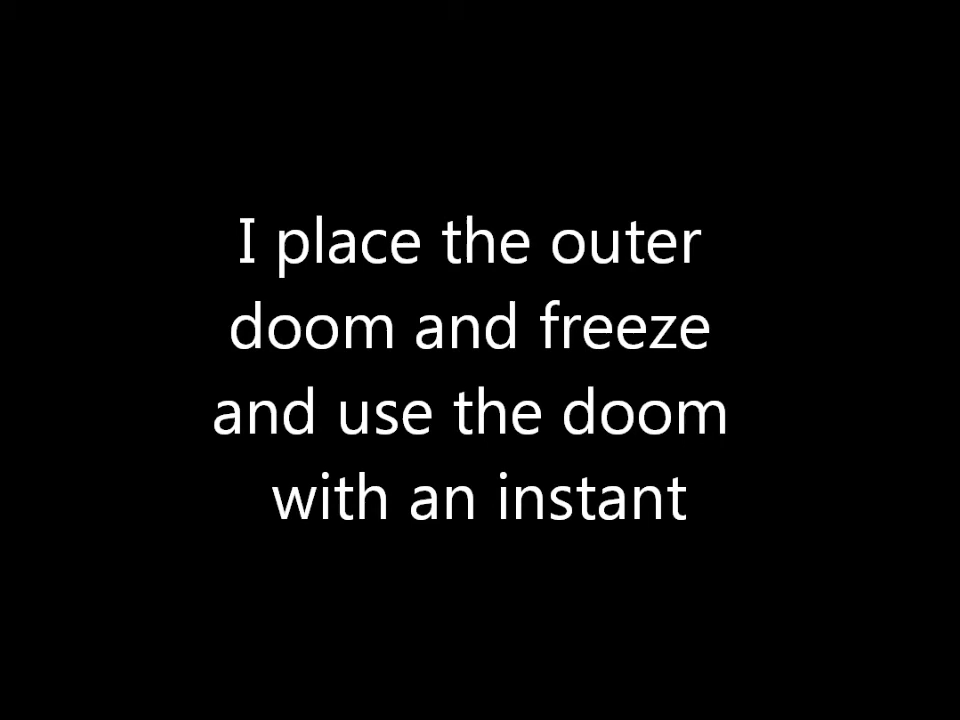 I place the outer
doom and freeze
and use the doom
with an instant